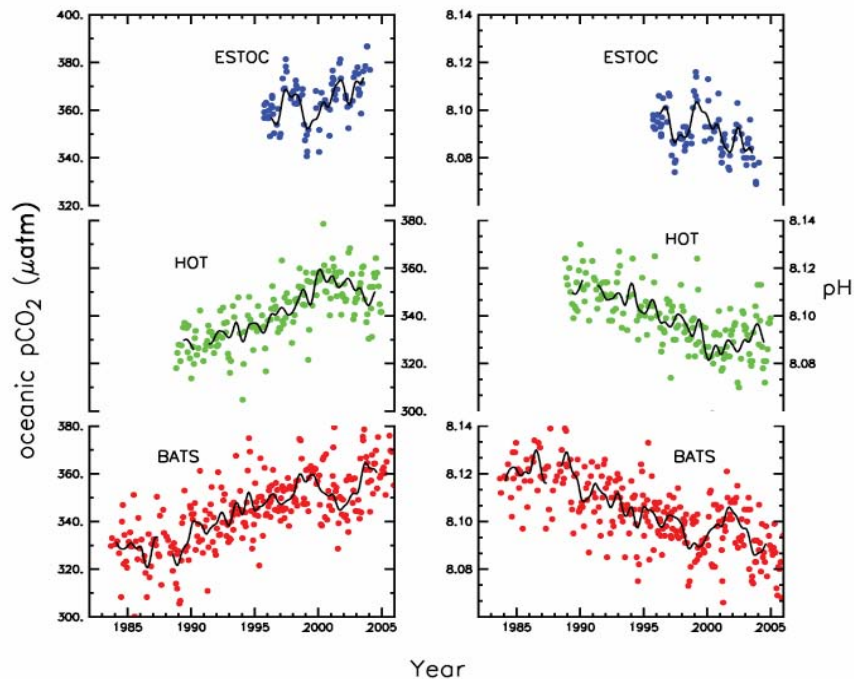 400.
380.
360.
340.
320.
ESTOC
8.14
8.12
8.10
8.08
ESTOC
380.
360.
340.
320.
300.
HOT
8.14
8.12
8.10
8.08
HOT
380.
360.
340.
320.
300.
BATS
8.14
8.12
8.10
8.08
BATS
oceanic pCO₂ (µatm)
pH
1985 1990 1995 2000 2005
1985 1990 1995 2000 2005
Year